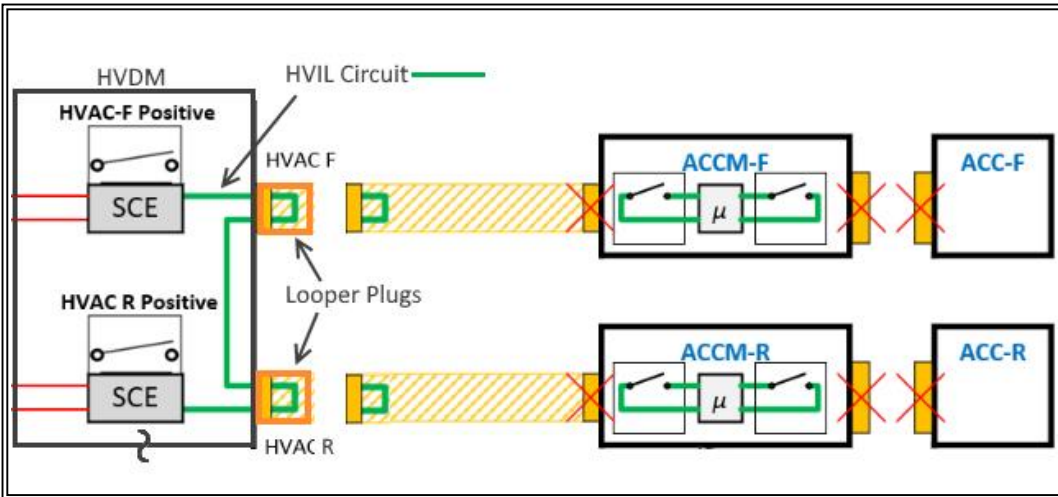 HVDM
HVIL Circuit
HVAC-F Positive
SCE
HVAC F
ACCM-F
μ
ACC-F
Looper Plugs
HVAC R Positive
SCE
HVAC R
ACCM-R
μ
ACC-R